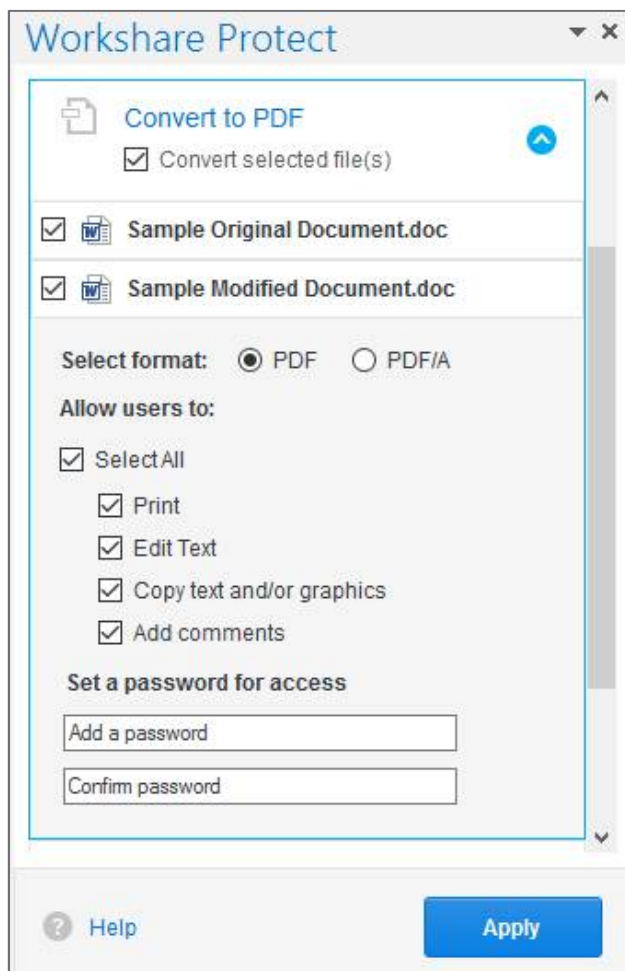 Workshare Protect
Convert to PDF
Convert selected file(s)
Sample Original Document.doc
Sample Modified Document.doc
Select format: PDF PDF/A
Allow users to:
Select All
Print
Edit Text
Copy text and/or graphics
Add comments
Set a password for access
Add a password
Confirm password
? Help Apply